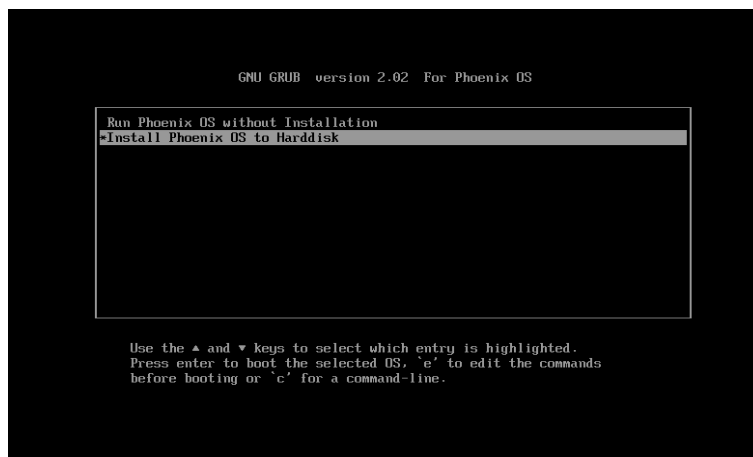 GNU GRUB  version 2.02  For Phoenix OS
Run Phoenix OS without Installation
*Install Phoenix OS to Harddisk
Use the ▲ and ▼ keys to select which entry is highlighted.
Press enter to boot the selected OS, `e' to edit the commands
before booting or `c' for a command-line.